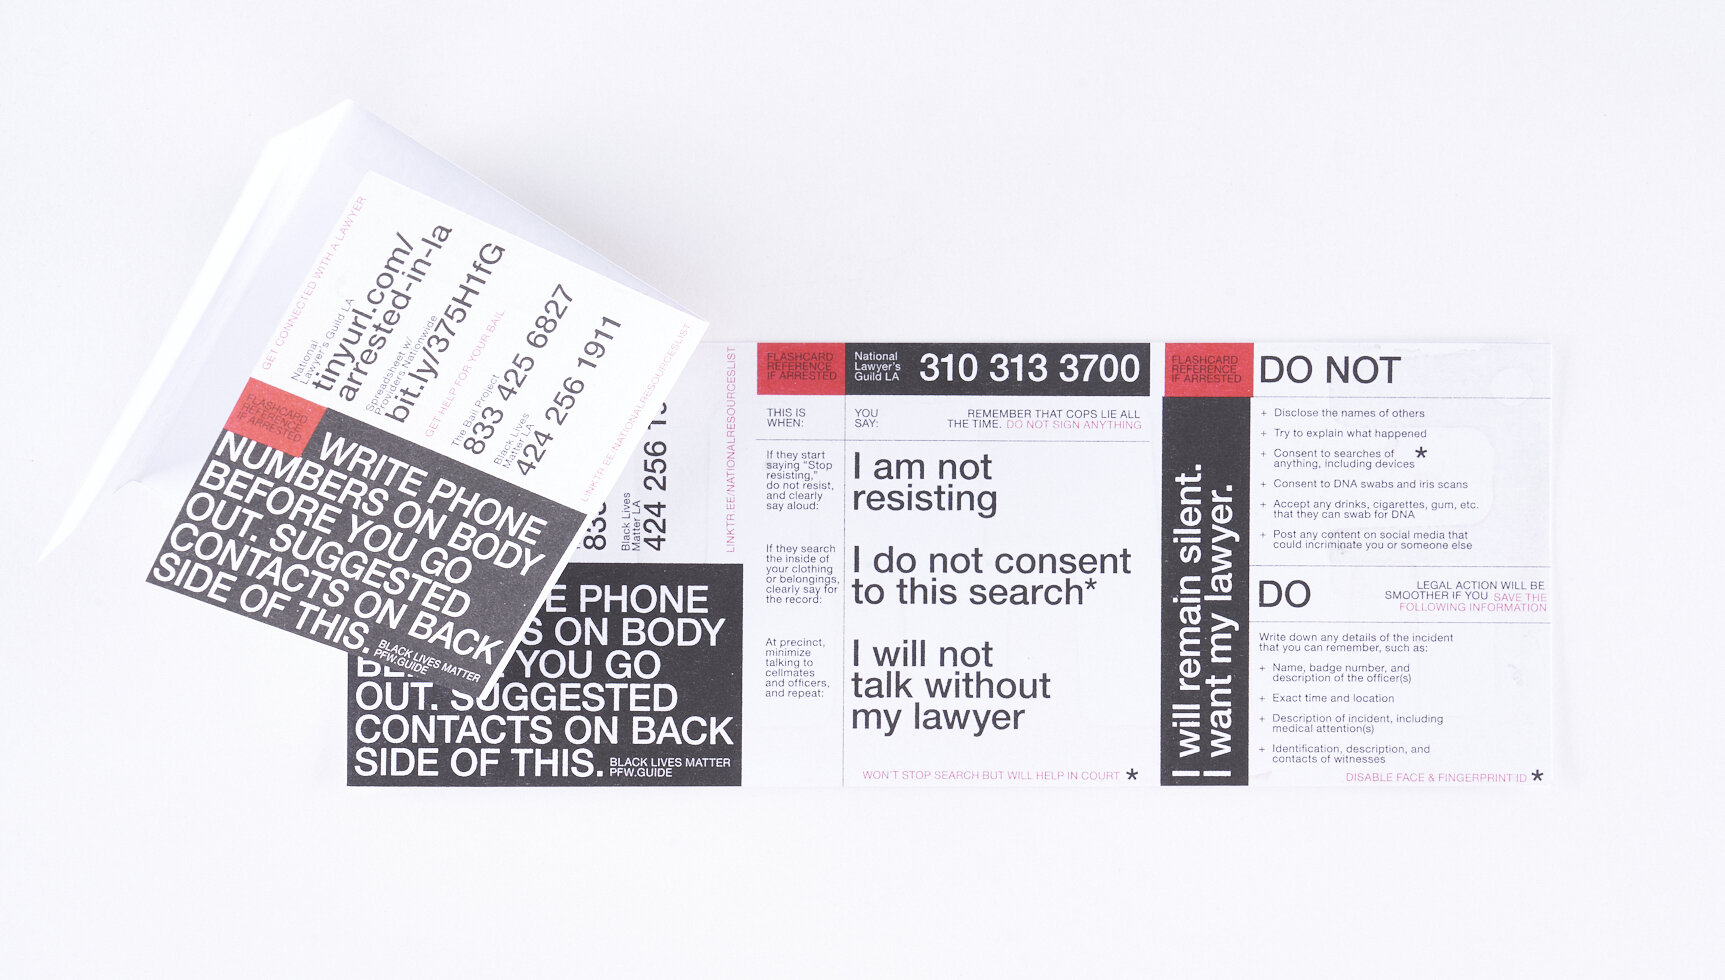 GET CONNECTED WITH A LAWYER
National
Lawyer's Guild LA
tinyurl.com/
arrested-in-la
Spreadsheet w/
Providers Nationwide
bit.ly/375H1fG
GET HELP FOR YOUR BAIL
The Bail Project
833 425 6827
Black Lives
Matter LA
424 256 1911
LINKTR.EE/NATIONALRESOURCESLIST
FLASHCARD
REFERENCE
IF ARRESTED
WRITE PHONE
NUMBERS ON BODY
BEFORE YOU GO
OUT. SUGGESTED
CONTACTS ON BACK
SIDE OF THIS.
BLACK LIVES MATTER
PFW.GUIDE
Black Lives
Matter LA
424 256
LINKTR.EE/NATIONALRESOURCESLIST
E PHONE
S ON BODY
YOU GO
OUT. SUGGESTED
CONTACTS ON BACK
SIDE OF THIS.
BLACK LIVES MATTER
PFW.GUIDE
FLASHCARD
REFERENCE
IF ARRESTED
National
Lawyer's
Guild LA
310 313 3700
THIS IS
WHEN:
YOU
SAY:
REMEMBER THAT COPS LIE ALL
THE TIME. DO NOT SIGN ANYTHING
If they start
saying "Stop
resisting,"
do not resist,
and clearly
say aloud:
I am not
resisting
If they search
the inside of
your clothing
or belongings,
clearly say for
the record:
I do not consent
to this search*
At precinct,
minimize
talking to
cellmates
and officers,
and repeat:
I will not
talk without
my lawyer
WON'T STOP SEARCH BUT WILL HELP IN COURT *
FLASHCARD
REFERENCE
IF ARRESTED
I will remain silent.
I want my lawyer.
DO NOT
+ Disclose the names of others
+ Try to explain what happened
+ Consent to searches of *
anything, including devices
+ Consent to DNA swabs and iris scans
+ Accept any drinks, cigarettes, gum, etc.
that they can swab for DNA
+ Post any content on social media that
could incriminate you or someone else
DO
LEGAL ACTION WILL BE
SMOOTHER IF YOU SAVE THE
FOLLOWING INFORMATION
Write down any details of the incident
that you can remember, such as:
+ Name, badge number, and
description of the officer(s)
+ Exact time and location
+ Description of incident, including
medical attention(s)
+ Identification, description, and
contacts of witnesses
DISABLE FACE & FINGERPRINT ID *